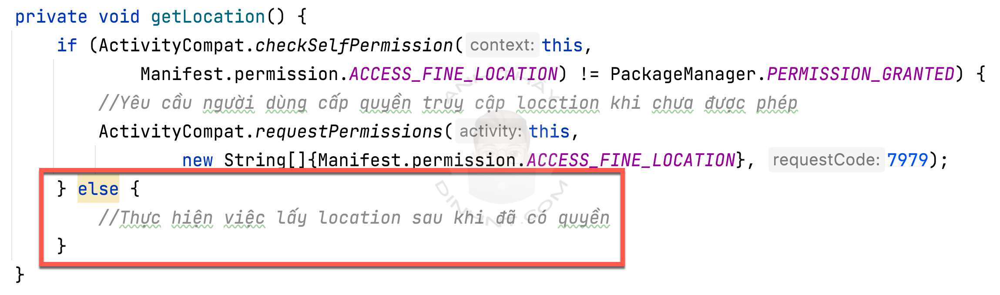 private void getLocation() {
if (ActivityCompat.checkSelfPermission( context: this,
Manifest.permission.ACCESS_FINE_LOCATION) != PackageManager.PERMISSION_GRANTED) {
//Yêu cầu người dùng cấp quyền truy cập locction khi chưa được phép
ActivityCompat.requestPermissions( activity: this,
new String[]{Manifest.permission.ACCESS_FINE_LOCATION}, requestCode: 7979);
} else {
//Thực hiện việc lấy location sau khi đã có quyền
}
}